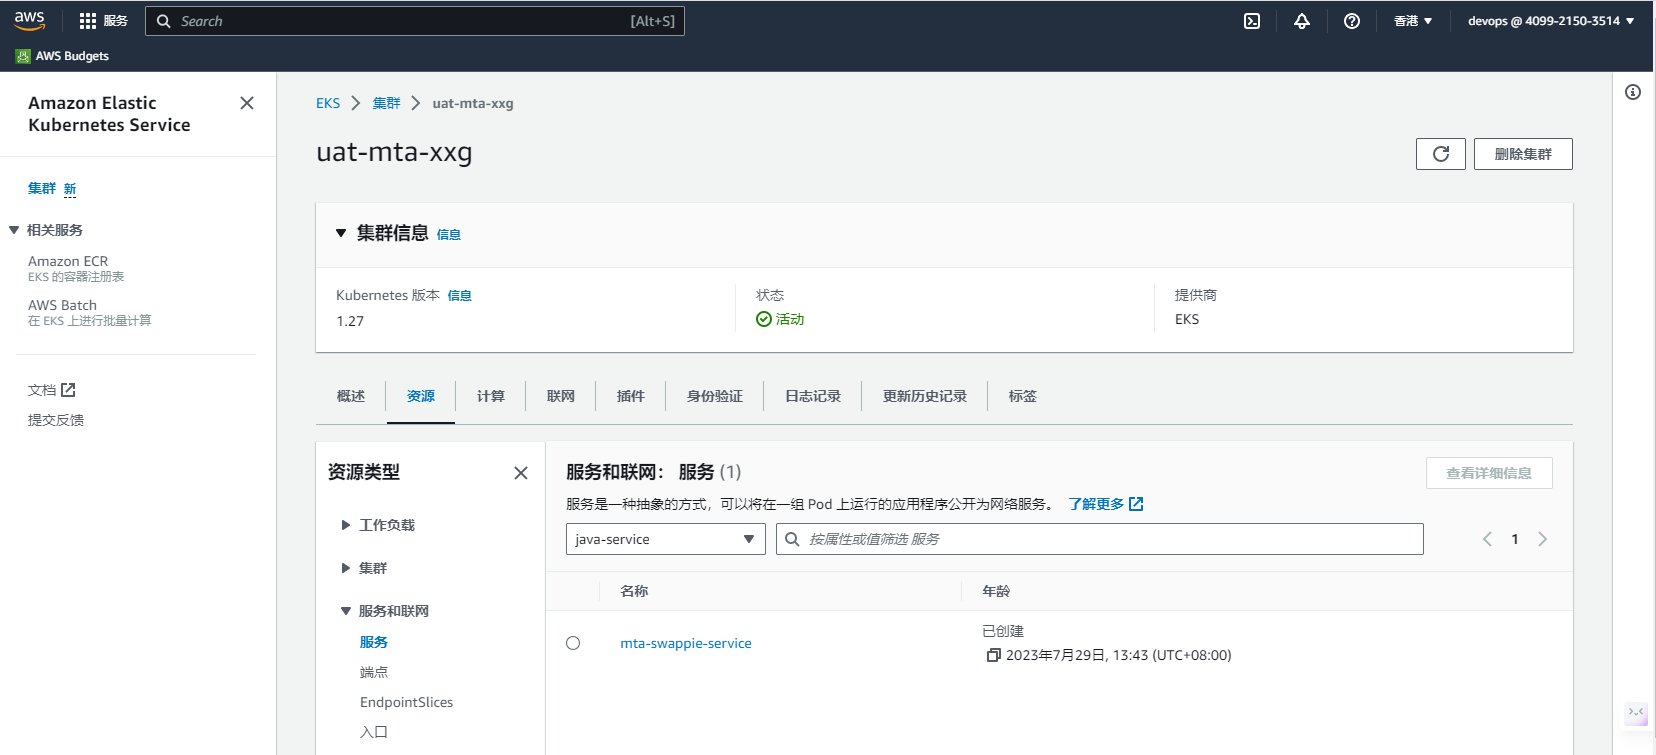 aws
服务
Search
[Alt+S]
香港
devops @ 4099-2150-3514
AWS Budgets
Amazon Elastic
Kubernetes Service
集群 新
相关服务
Amazon ECR
EKS 的容器注册表
AWS Batch
在 EKS 上进行批量计算
文档
提交反馈
EKS
集群
uat-mta-xxg
uat-mta-xxg
删除集群
集群信息 信息
Kubernetes 版本 信息
1.27
状态
活动
提供商
EKS
概述
资源
计算
联网
插件
身份验证
日志记录
更新历史记录
标签
资源类型
工作负载
集群
服务和联网
服务
端点
EndpointSlices
入口
服务和联网： 服务 (1)
查看详细信息
服务是一种抽象的方式，可以将在一组 Pod 上运行的应用程序公开为网络服务。 了解更多
java-service
按属性或值筛选 服务
1
名称
年龄
mta-swappie-service
已创建
2023年7月29日, 13:43 (UTC+08:00)